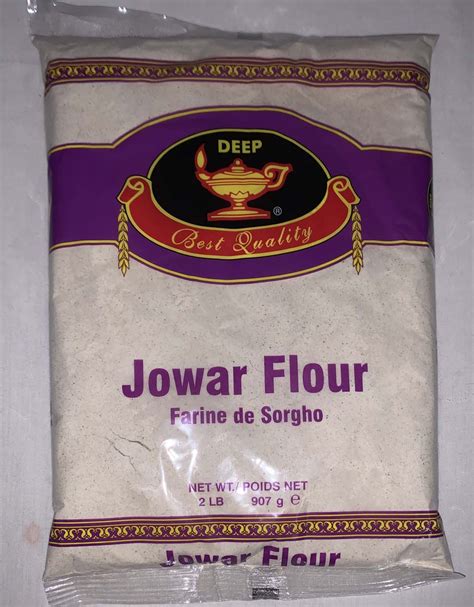 DEEP
®
Best Quality
Jowar Flour
Farine de Sorgho
NET WT./ POIDS NET
2 LB 907 g ℮
Jowar Flour